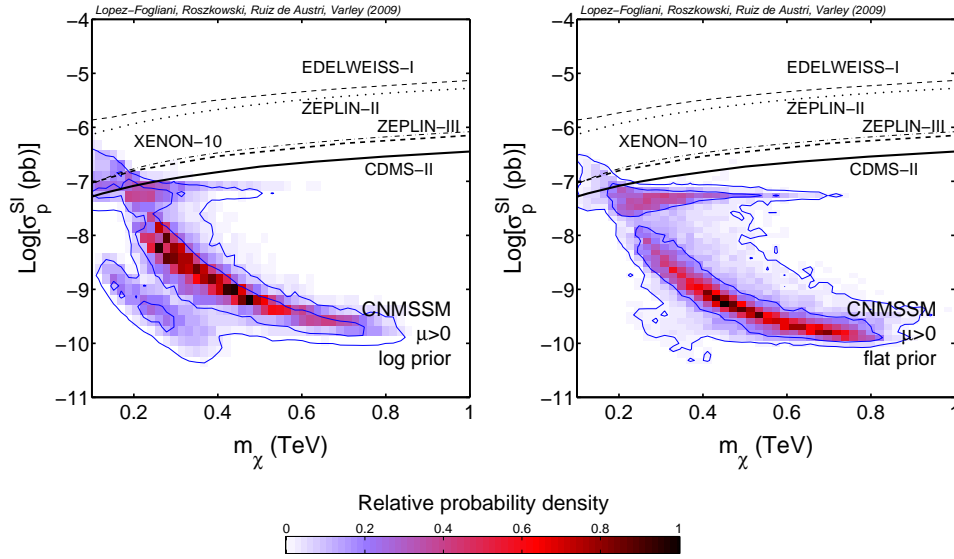 Lopez−Fogliani, Roszkowski, Ruiz de Austri, Varley (2009)
−4
−5
−6
−7
−8
−9
−10
−11
Log[σ_p^SI (pb)]
EDELWEISS−I
ZEPLIN−II
ZEPLIN−III
XENON−10
CDMS−II
CNMSSM
μ>0
log prior
0.2 0.4 0.6 0.8 1
m_χ (TeV)
Lopez−Fogliani, Roszkowski, Ruiz de Austri, Varley (2009)
−4
−5
−6
−7
−8
−9
−10
−11
Log[σ_p^SI (pb)]
EDELWEISS−I
ZEPLIN−II
ZEPLIN−III
XENON−10
CDMS−II
CNMSSM
μ>0
flat prior
0.2 0.4 0.6 0.8 1
m_χ (TeV)
Relative probability density
0 0.2 0.4 0.6 0.8 1